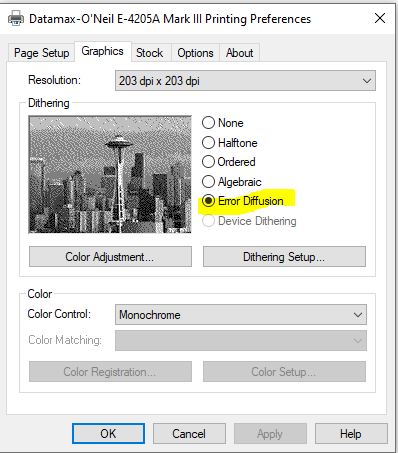 Datamax-O'Neil E-4205A Mark III Printing Preferences
Page Setup Graphics Stock Options About
Resolution: 203 dpi x 203 dpi
Dithering
None
Halftone
Ordered
Algebraic
Error Diffusion
Device Dithering
Color Adjustment... Dithering Setup...
Color
Color Control: Monochrome
Color Matching:
Color Registration... Color Setup...
OK Cancel Apply Help